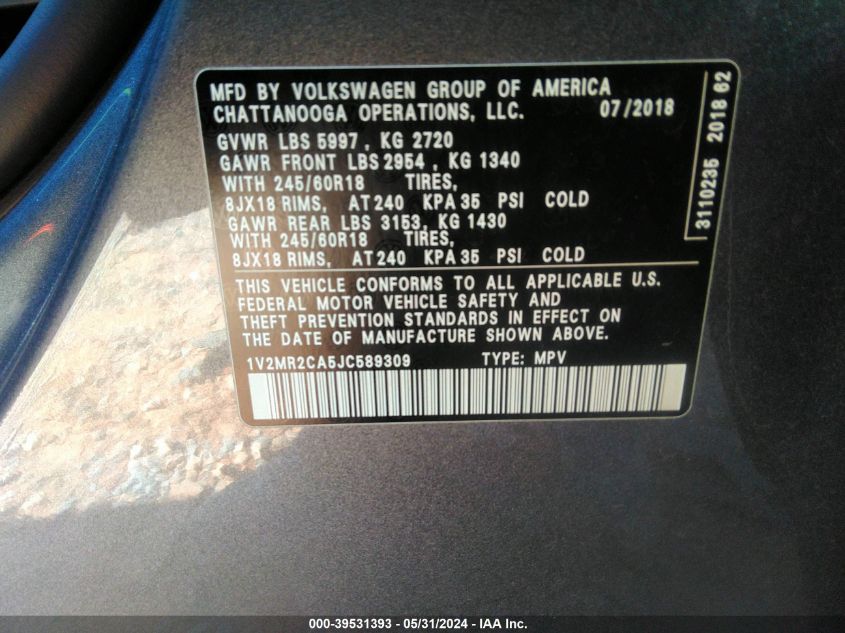 MFD BY VOLKSWAGEN GROUP OF AMERICA
CHATTANOOGA OPERATIONS, LLC. 07/2018
GVWR LBS 5997 , KG 2720
GAWR FRONT LBS 2954 , KG 1340
WITH 245/60R18 TIRES,
8JX18 RIMS, AT 240 KPA 35 PSI COLD
GAWR REAR LBS 3153, KG 1430
WITH 245/60R18 TIRES,
8JX18 RIMS, AT 240 KPA 35 PSI COLD
THIS VEHICLE CONFORMS TO ALL APPLICABLE U.S.
FEDERAL MOTOR VEHICLE SAFETY AND
THEFT PREVENTION STANDARDS IN EFFECT ON
THE DATE OF MANUFACTURE SHOWN ABOVE.
1V2MR2CA5JC589309 TYPE: MPV
3110235 2018 62
000-39531393 - 05/31/2024 - IAA Inc.